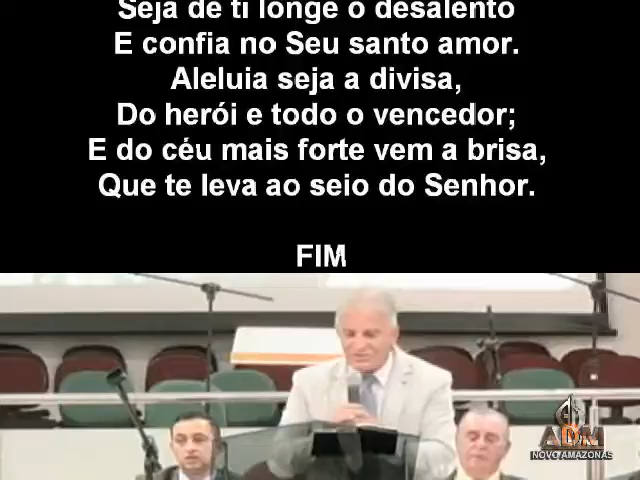 Seja de ti longe o desalento
E confia no Seu santo amor.
Aleluia seja a divisa,
Do herói e todo o vencedor;
E do céu mais forte vem a brisa,
Que te leva ao seio do Senhor.
FIM
ADM
NOVO AMAZONAS